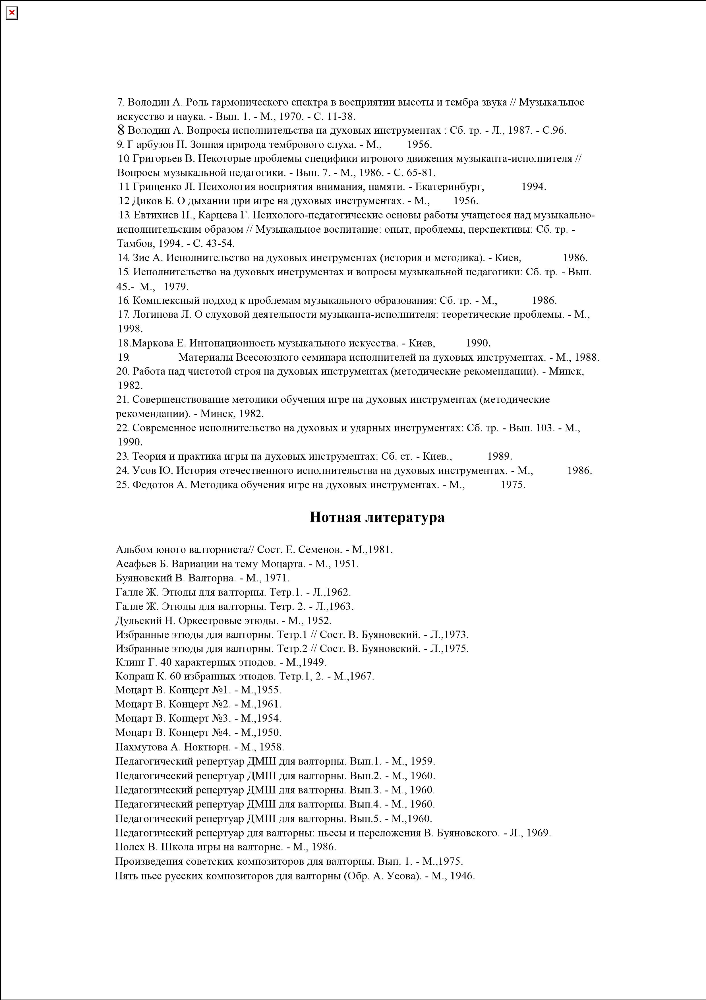 7. Володин А. Роль гармонического спектра в восприятии высоты и тембра звука // Музыкальное
искусство и наука. - Вып. 1. - М., 1970. - С. 11-38.
8 Володин А. Вопросы исполнительства на духовых инструментах : Сб. тр. - Л., 1987. - С.96.
9. Г арбузов Н. Зонная природа тембрового слуха. - М., 1956.
10. Григорьев В. Некоторые проблемы специфики игрового движения музыканта-исполнителя //
Вопросы музыкальной педагогики. - Вып. 7. - М., 1986. - С. 65-81.
11. Грищенко Л. Психология восприятия внимания, памяти. - Екатеринбург, 1994.
12 Диков Б. О дыхании при игре на духовых инструментах. - М., 1956.
13. Евтихиев П., Карцева Г. Психолого-педагогические основы работы учащегося над музыкально-
исполнительским образом // Музыкальное воспитание: опыт, проблемы, перспективы: Сб. тр. -
Тамбов, 1994. - С. 43-54.
14. Зис А. Исполнительство на духовых инструментах (история и методика). - Киев, 1986.
15. Исполнительство на духовых инструментах и вопросы музыкальной педагогики: Сб. тр. - Вып.
45.- М., 1979.
16. Комплексный подход к проблемам музыкального образования: Сб. тр. - М., 1986.
17. Логинова Л. О слуховой деятельности музыканта-исполнителя: теоретические проблемы. - М.,
1998.
18.Маркова Е. Интонационность музыкального искусства. - Киев, 1990.
19. Материалы Всесоюзного семинара исполнителей на духовых инструментах. - М., 1988.
20. Работа над чистотой строя на духовых инструментах (методические рекомендации). - Минск,
1982.
21. Совершенствование методики обучения игре на духовых инструментах (методические
рекомендации). - Минск, 1982.
22. Современное исполнительство на духовых и ударных инструментах: Сб. тр. - Вып. 103. - М.,
1990.
23. Теория и практика игры на духовых инструментах: Сб. ст. - Киев., 1989.
24. Усов Ю. История отечественного исполнительства на духовых инструментах. - М., 1986.
25. Федотов А. Методика обучения игре на духовых инструментах. - М., 1975.
Нотная литература
Альбом юного валторниста// Сост. Е. Семенов. - М.,1981.
Асафьев Б. Вариации на тему Моцарта. - М., 1951.
Буяновский В. Валторна. - М., 1971.
Галле Ж. Этюды для валторны. Тетр.1. - Л.,1962.
Галле Ж. Этюды для валторны. Тетр. 2. - Л.,1963.
Дульский Н. Оркестровые этюды. - М., 1952.
Избранные этюды для валторны. Тетр.1 // Сост. В. Буяновский. - Л.,1973.
Избранные этюды для валторны. Тетр.2 // Сост. В. Буяновский. - Л.,1975.
Клинг Г. 40 характерных этюдов. - М.,1949.
Копраш К. 60 избранных этюдов. Тетр.1, 2. - М.,1967.
Моцарт В. Концерт №1. - М.,1955.
Моцарт В. Концерт №2. - М.,1961.
Моцарт В. Концерт №3. - М.,1954.
Моцарт В. Концерт №4. - М.,1950.
Пахмутова А. Ноктюрн. - М., 1958.
Педагогический репертуар ДМШ для валторны. Вып.1. - М., 1959.
Педагогический репертуар ДМШ для валторны. Вып.2. - М., 1960.
Педагогический репертуар ДМШ для валторны. Вып.З. - М., 1960.
Педагогический репертуар ДМШ для валторны. Вып.4. - М., 1960.
Педагогический репертуар ДМШ для валторны. Вып.5. - М.,1960.
Педагогический репертуар для валторны: пьесы и переложения В. Буяновского. - Л., 1969.
Полех В. Школа игры на валторне. - М., 1986.
Произведения советских композиторов для валторны. Вып. 1. - М.,1975.
Пять пьес русских композиторов для валторны (Обр. А. Усова). - М., 1946.